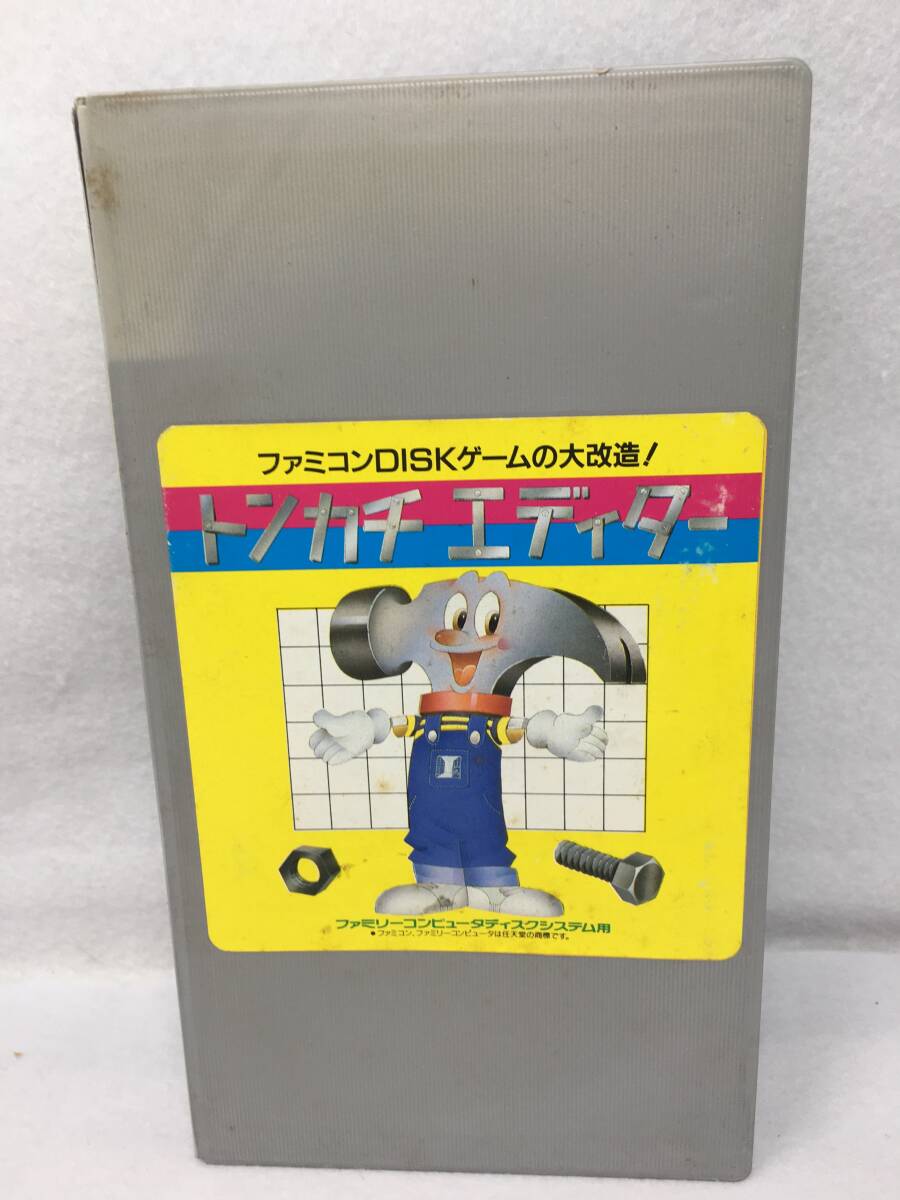 ファミコンDISKゲームの大改造!
トンカチ エディター
ファミリーコンピュータディスクシステム用
●ファミコン、ファミリーコンピュータは任天堂の商標です。